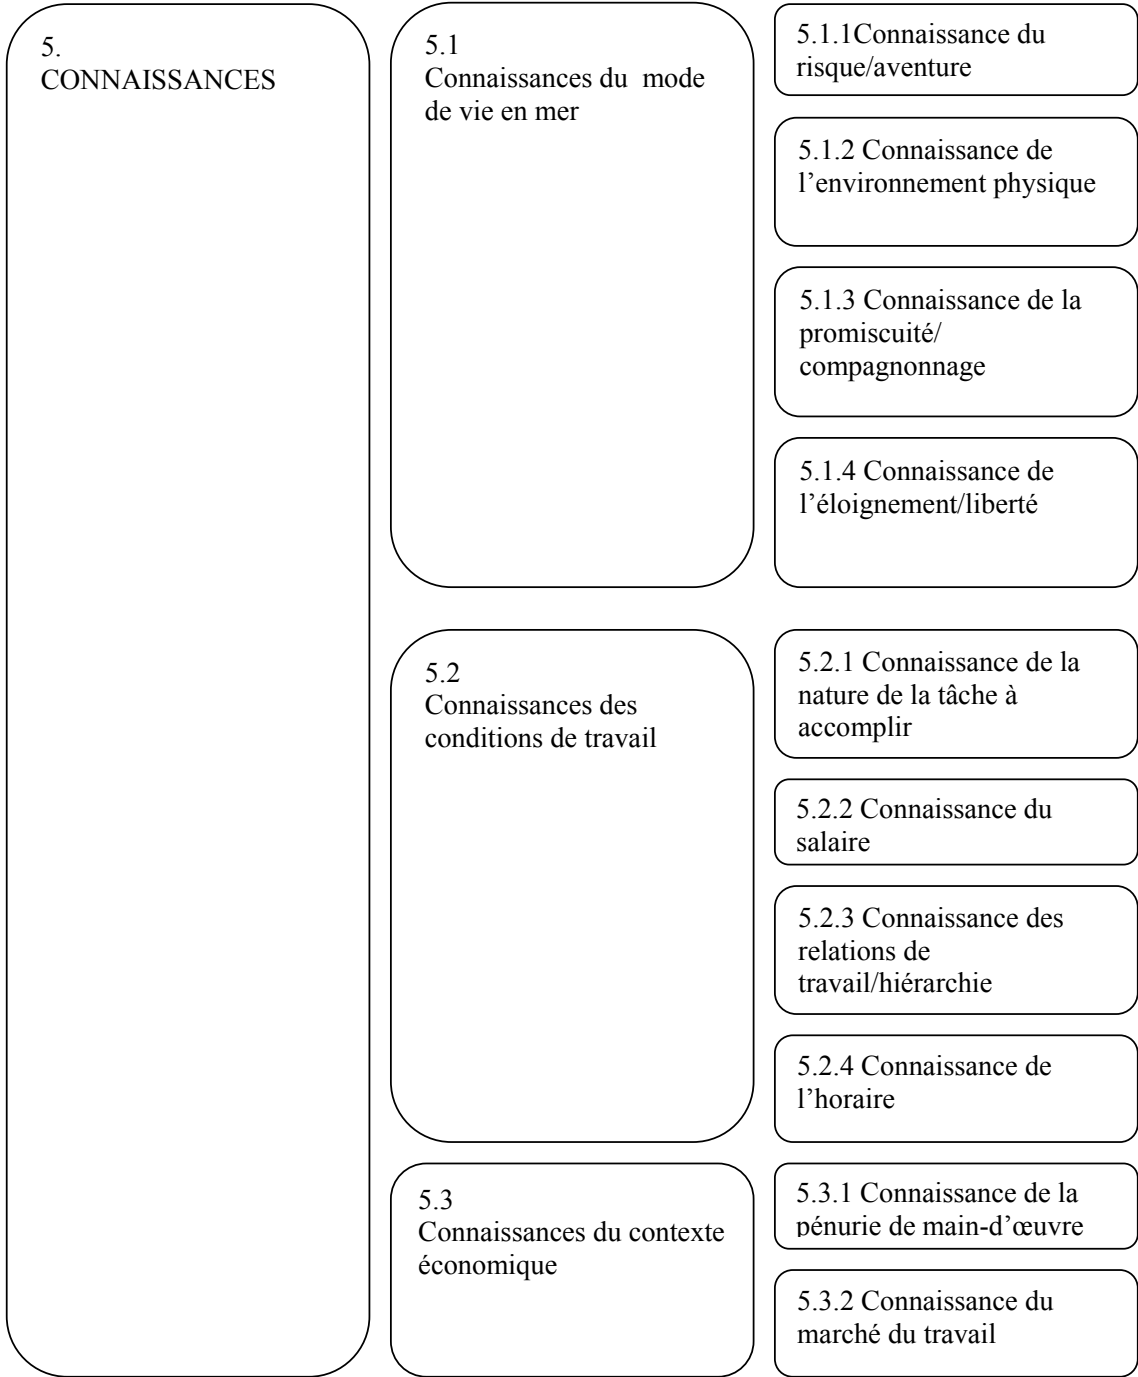 5.
CONNAISSANCES
5.1
Connaissances du  mode
de vie en mer
5.1.1Connaissance du
risque/aventure
5.1.2 Connaissance de
l’environnement physique
5.1.3 Connaissance de la
promiscuité/
compagnonnage
5.1.4 Connaissance de
l’éloignement/liberté
5.2
Connaissances des
conditions de travail
5.2.1 Connaissance de la
nature de la tâche à
accomplir
5.2.2 Connaissance du
salaire
5.2.3 Connaissance des
relations de
travail/hiérarchie
5.2.4 Connaissance de
l’horaire
5.3
Connaissances du contexte
économique
5.3.1 Connaissance de la
pénurie de main-d’œuvre
5.3.2 Connaissance du
marché du travail